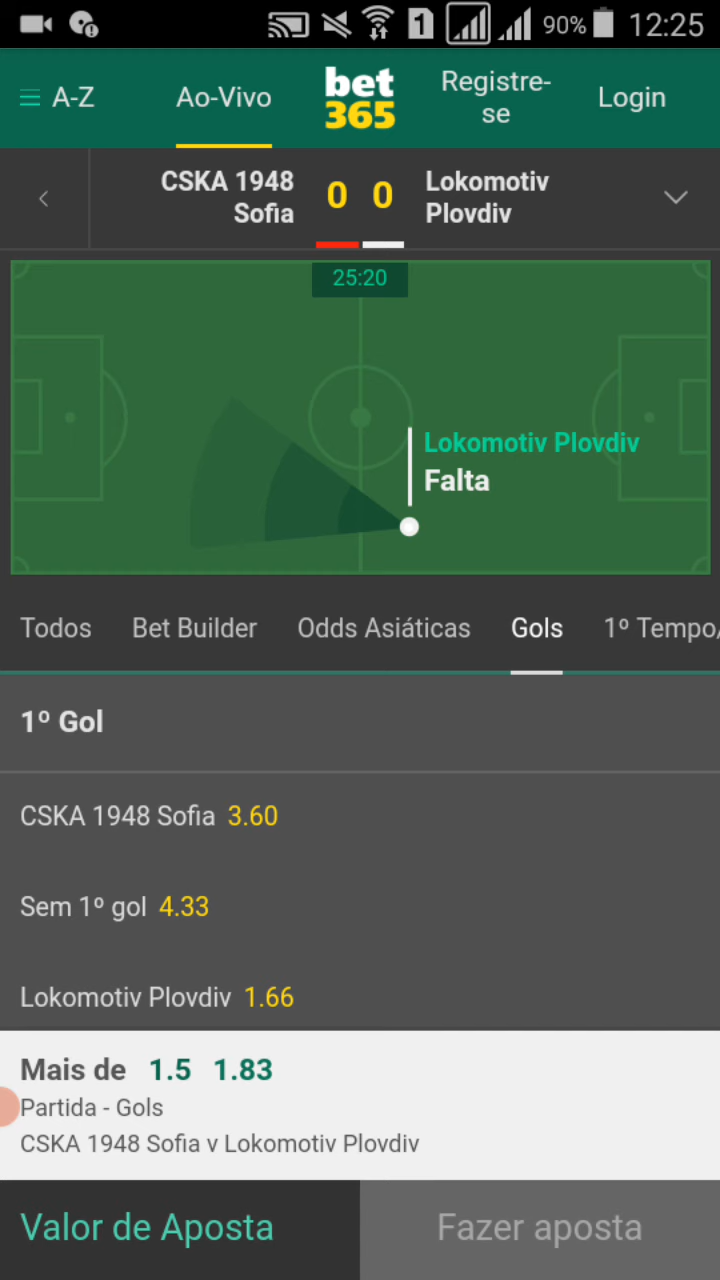 1 90% 12:25
A-Z Ao-Vivo bet Registre-
365 se Login
CSKA 1948 0 0 Lokomotiv
Sofia Plovdiv
25:20
Lokomotiv Plovdiv
Falta
Todos Bet Builder Odds Asiáticas Gols 1º Tempo/
1º Gol
CSKA 1948 Sofia 3.60
Sem 1º gol 4.33
Lokomotiv Plovdiv 1.66
Mais de 1.5 1.83
Partida - Gols
CSKA 1948 Sofia v Lokomotiv Plovdiv
Valor de Aposta Fazer aposta